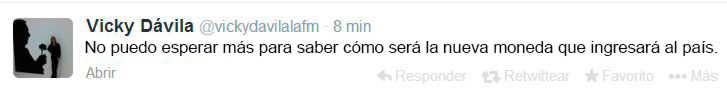 Vicky Dávila @vickydavilalafm · 8 min
No puedo esperar más para saber cómo será la nueva moneda que ingresará al país.
Abrir Responder Retwittear Favorito ••• Más